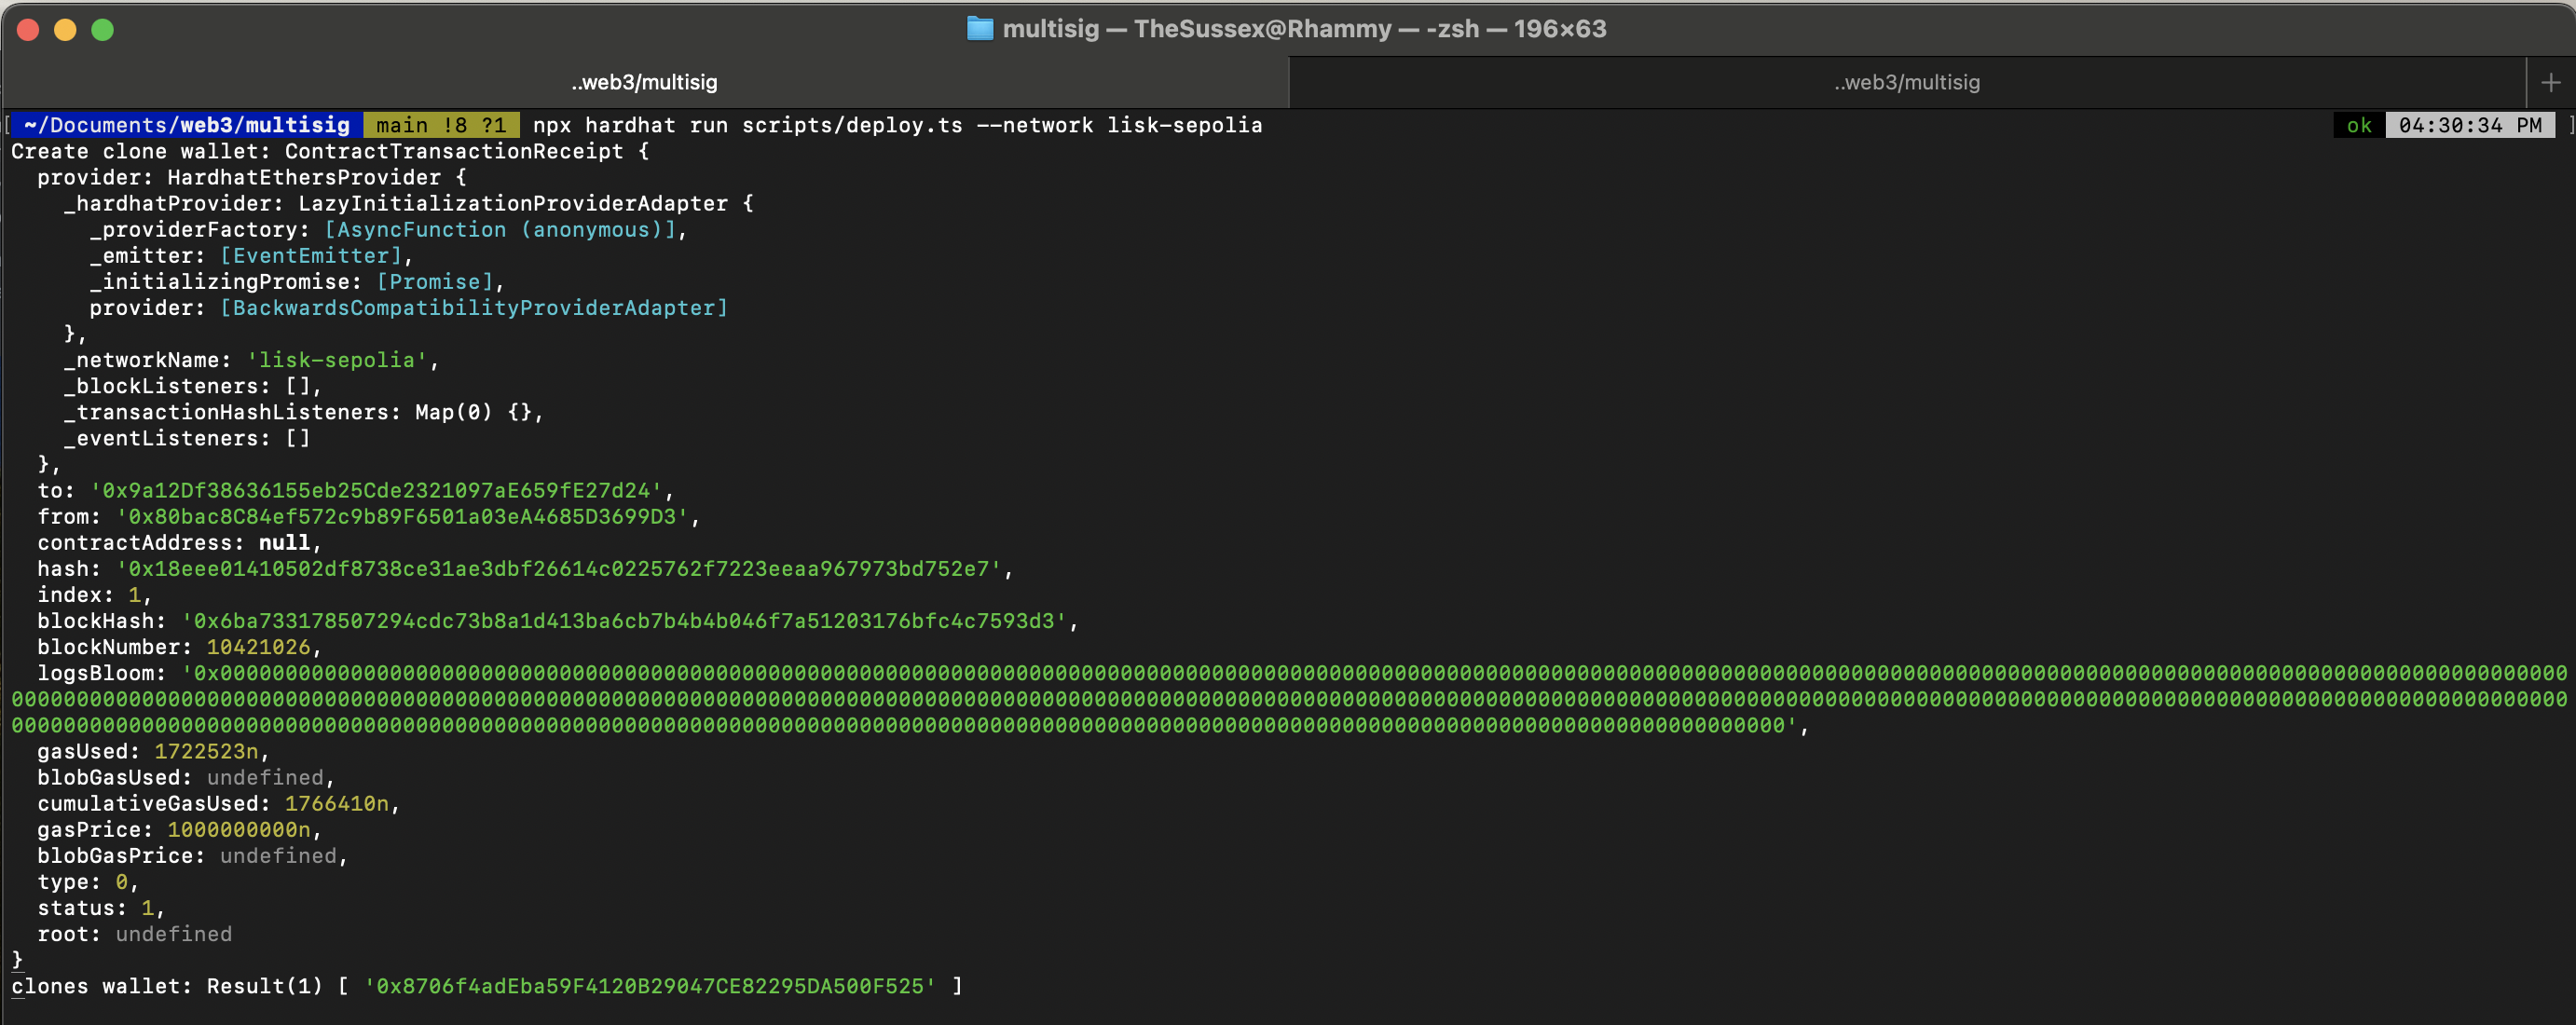 multisig — TheSussex@Rhammy — -zsh — 196×63
..web3/multisig
..web3/multisig
~/Documents/web3/multisig main !8 ?1 npx hardhat run scripts/deploy.ts --network lisk-sepolia ok 04:30:34 PM
Create clone wallet: ContractTransactionReceipt {
provider: HardhatEthersProvider {
_hardhatProvider: LazyInitializationProviderAdapter {
_providerFactory: [AsyncFunction (anonymous)],
_emitter: [EventEmitter],
_initializingPromise: [Promise],
provider: [BackwardsCompatibilityProviderAdapter]
},
_networkName: 'lisk-sepolia',
_blockListeners: [],
_transactionHashListeners: Map(0) {},
_eventListeners: []
},
to: '0x9a12Df38636155eb25Cde2321097aE659fE27d24',
from: '0x80bac8C84ef572c9b89F6501a03eA4685D3699D3',
contractAddress: null,
hash: '0x18eee01410502df8738ce31ae3dbf26614c0225762f7223eeaa967973bd752e7',
index: 1,
blockHash: '0x6ba733178507294cdc73b8a1d413ba6cb7b4b4b046f7a51203176bfc4c7593d3',
blockNumber: 10421026,
logsBloom: '0x000000000000000000000000000000000000000000000000000000000000000000000000000000000000000000000000000000000000000000000000000000000000000000000000000000000000000000000000000000000000
0000000000000000000000000000000000000000000000000000000000000000000000000000000000000000000000000000000000000000000000000000000000000000000000000000000000000000000000000000000000000000000000000000
0000000000000000000000000000000000000000000000000000000000000000000000000000000000000000000000000000000000000000000000000000000000000000',
gasUsed: 1722523n,
blobGasUsed: undefined,
cumulativeGasUsed: 1766410n,
gasPrice: 1000000000n,
blobGasPrice: undefined,
type: 0,
status: 1,
root: undefined
}
clones wallet: Result(1) [ '0x8706f4adEba59F4120B29047CE82295DA500F525' ]